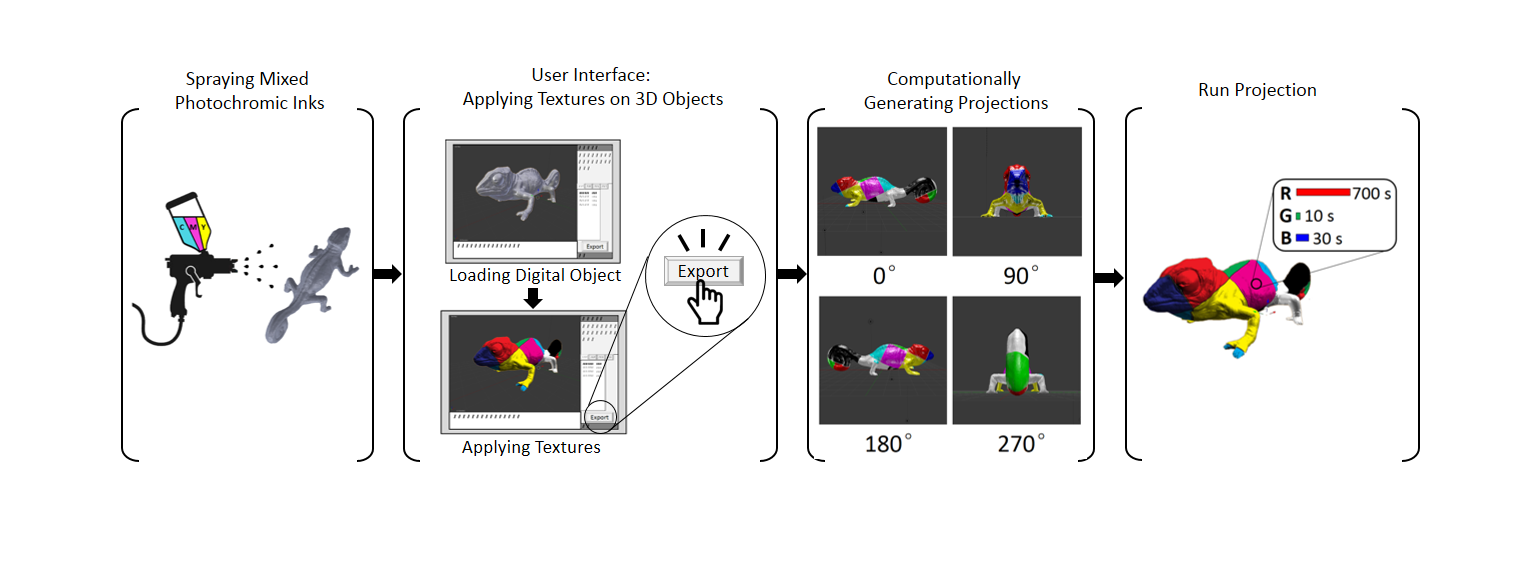 Spraying Mixed
Photochromic Inks
C M Y
User Interface:
Applying Textures on 3D Objects
Export
Loading Digital Object
Export
Export
Applying Textures
Computationally
Generating Projections
0°
90°
180°
270°
Run Projection
R 700 s
G 10 s
B 30 s